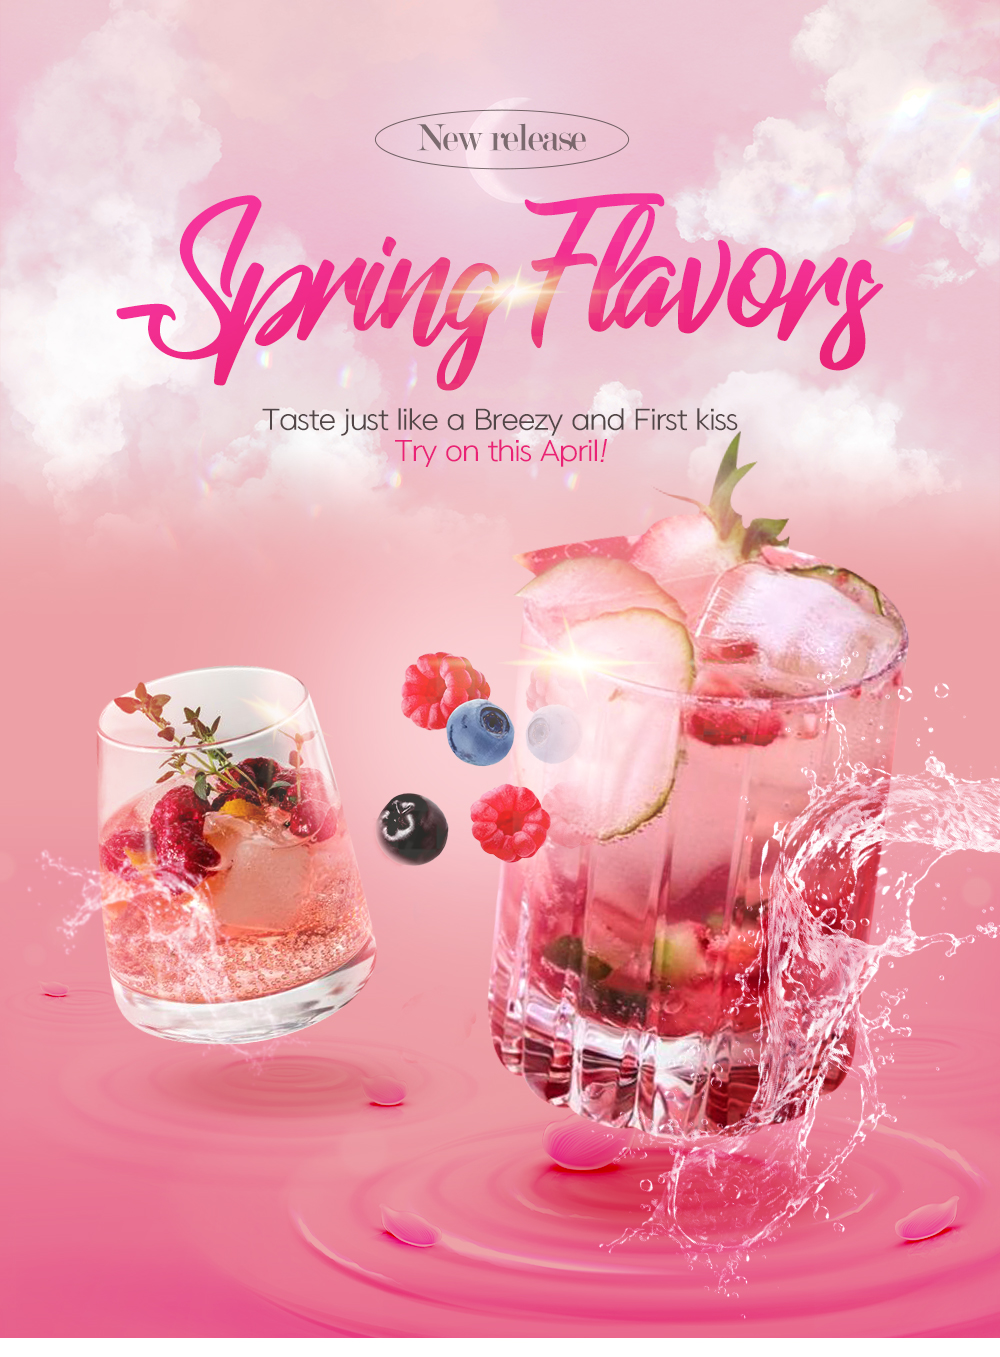 New release
Spring Flavors
Taste just like a Breezy and First kiss
Try on this April!